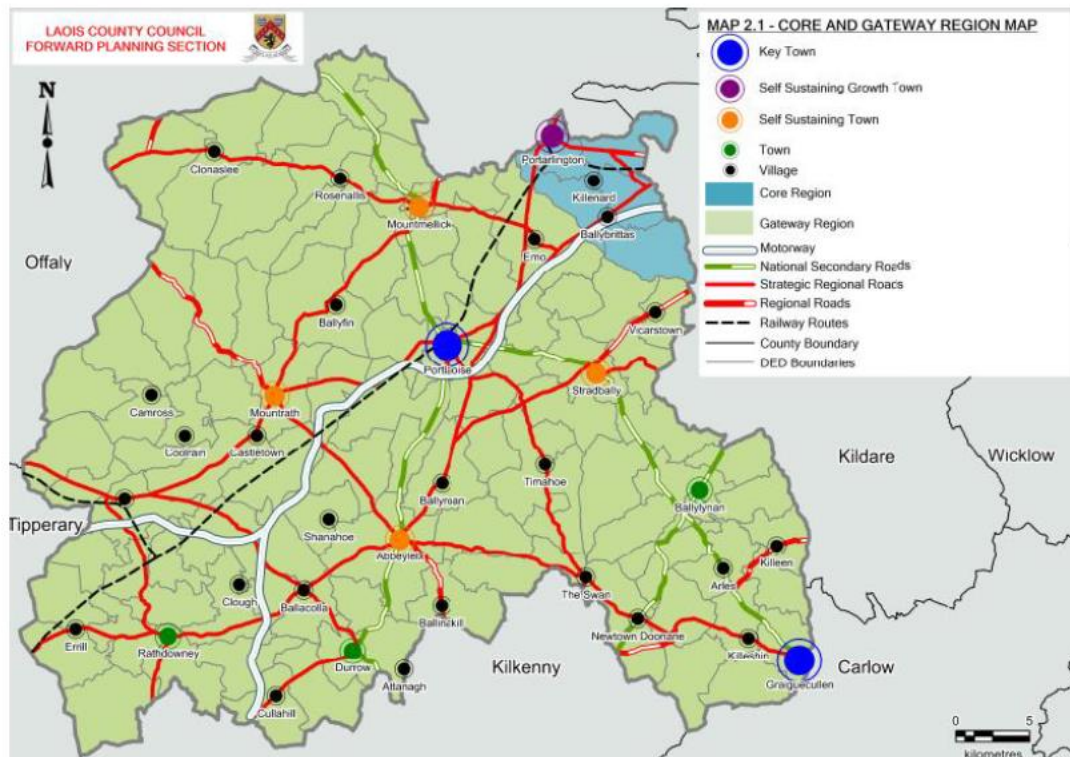 LAOIS COUNTY COUNCIL
FORWARD PLANNING SECTION
N
MAP 2.1 - CORE AND GATEWAY REGION MAP
Key Town
Self Sustaining Growth Town
Self Sustaining Town
Town
Village
Core Region
Gateway Region
Motorway
National Secondary Roads
Strategic Regional Roads
Regional Roads
Railway Routes
County Boundary
DED Boundaries
Portarlington
Clonaslee
Killenard
Rosenallis
Mountmellick
Ballybrittas
Emo
Offaly
Ballyfin
Vicarstown
Portlaoise
Stradbally
Camross
Mountrath
Coolrain
Castletown
Kildare
Wicklow
Timahoe
Ballyroan
Ballylynan
Tipperary
Shanahoe
Abbeyleix
Killeen
Arles
Clough
The Swan
Ballacolla
Ballinakill
Newtown Doonane
Errill
Rathdowney
Killeshin
Durrow
Kilkenny
Carlow
Attanagh
Graiguecullen
Cullahill
0 5
kilometres